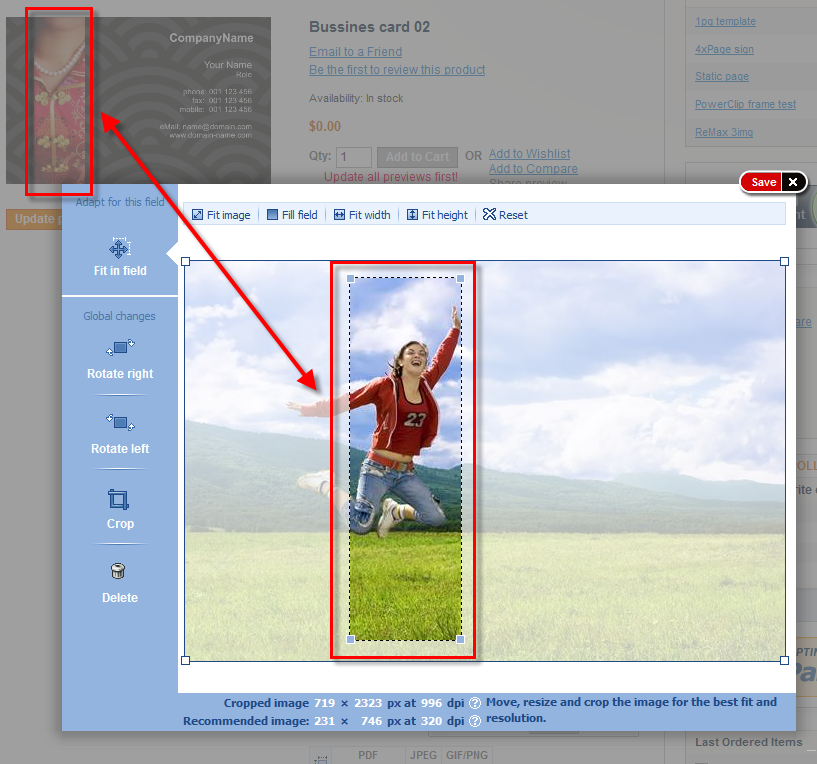 CompanyName
Your Name
Role
phone: 001 123 456
fax: 001 123 456
mobile: 001 123 456
eMail: name@domain.com
www.domain-name.com
Bussines card 02
Email to a Friend
Be the first to review this product
Availability: In stock
$0.00
Qty: 1 Add to Cart OR Add to Wishlist
Add to Compare
Update all previews first!
Share preview
1pg template
4xPage sign
Static page
PowerClip frame test
ReMax 3img
Update
Save
Adapt for this field
Fit in field
Global changes
Rotate right
Rotate left
Crop
Delete
Fit image Fill field Fit width Fit height Reset
23
Cropped image 719 × 2323 px at 996 dpi ? Move, resize and crop the image for the best fit and
Recommended image: 231 × 746 px at 320 dpi ? resolution.
PDF JPEG GIF/PNG
Last Ordered Items